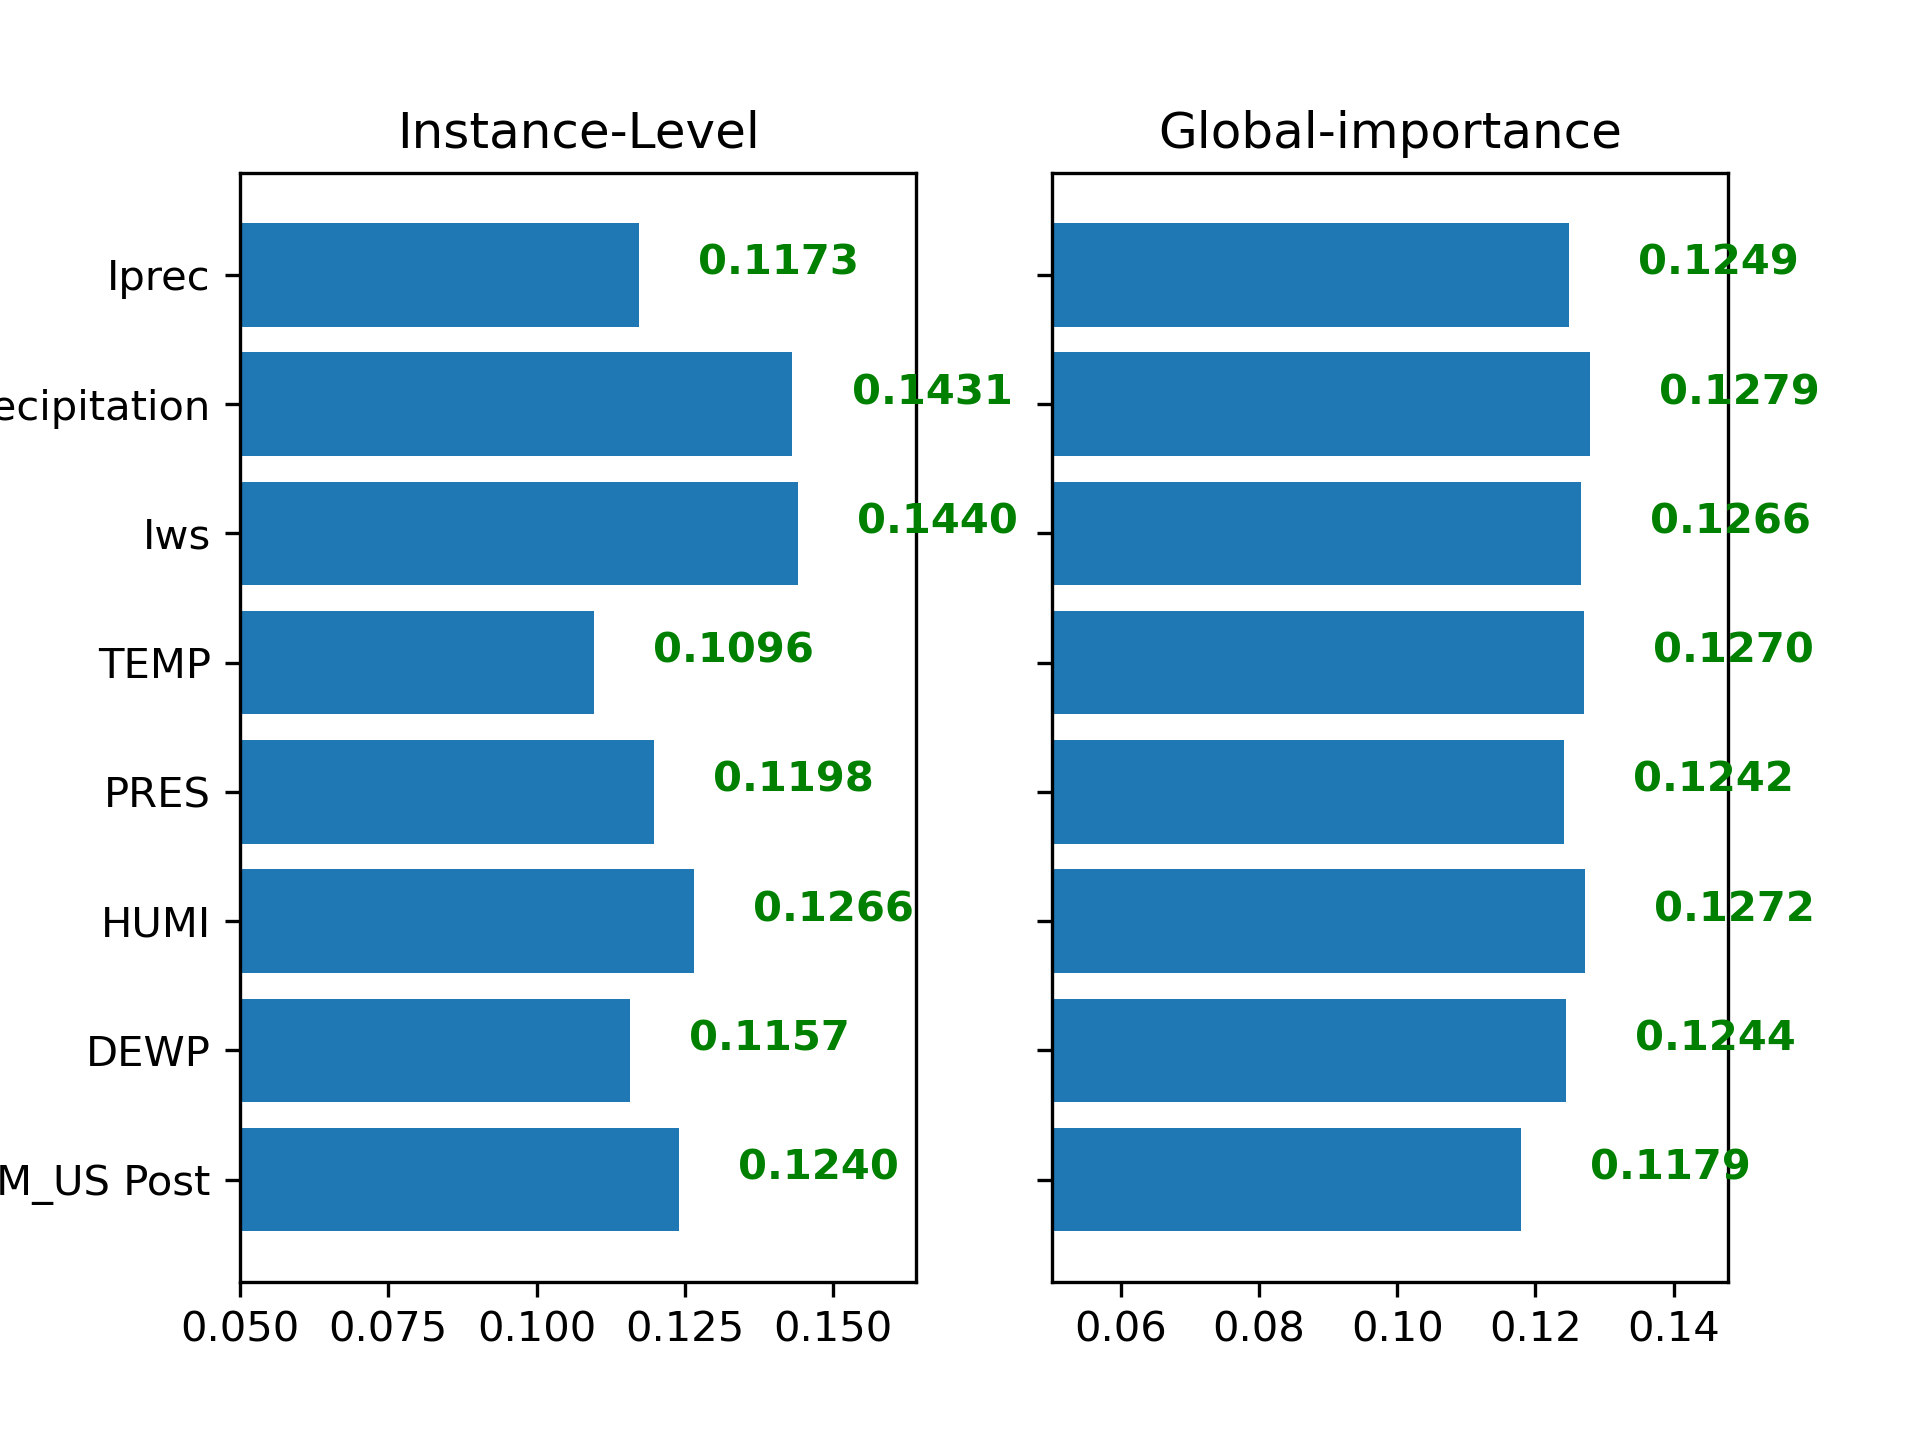 Instance-Level Global-importance
Iprec 0.1173 0.1249
ecipitation 0.1431 0.1279
Iws 0.1440 0.1266
TEMP 0.1096 0.1270
PRES 0.1198 0.1242
HUMI 0.1266 0.1272
DEWP 0.1157 0.1244
M_US Post 0.1240 0.1179
0.050 0.075 0.100 0.125 0.150 0.06 0.08 0.10 0.12 0.14